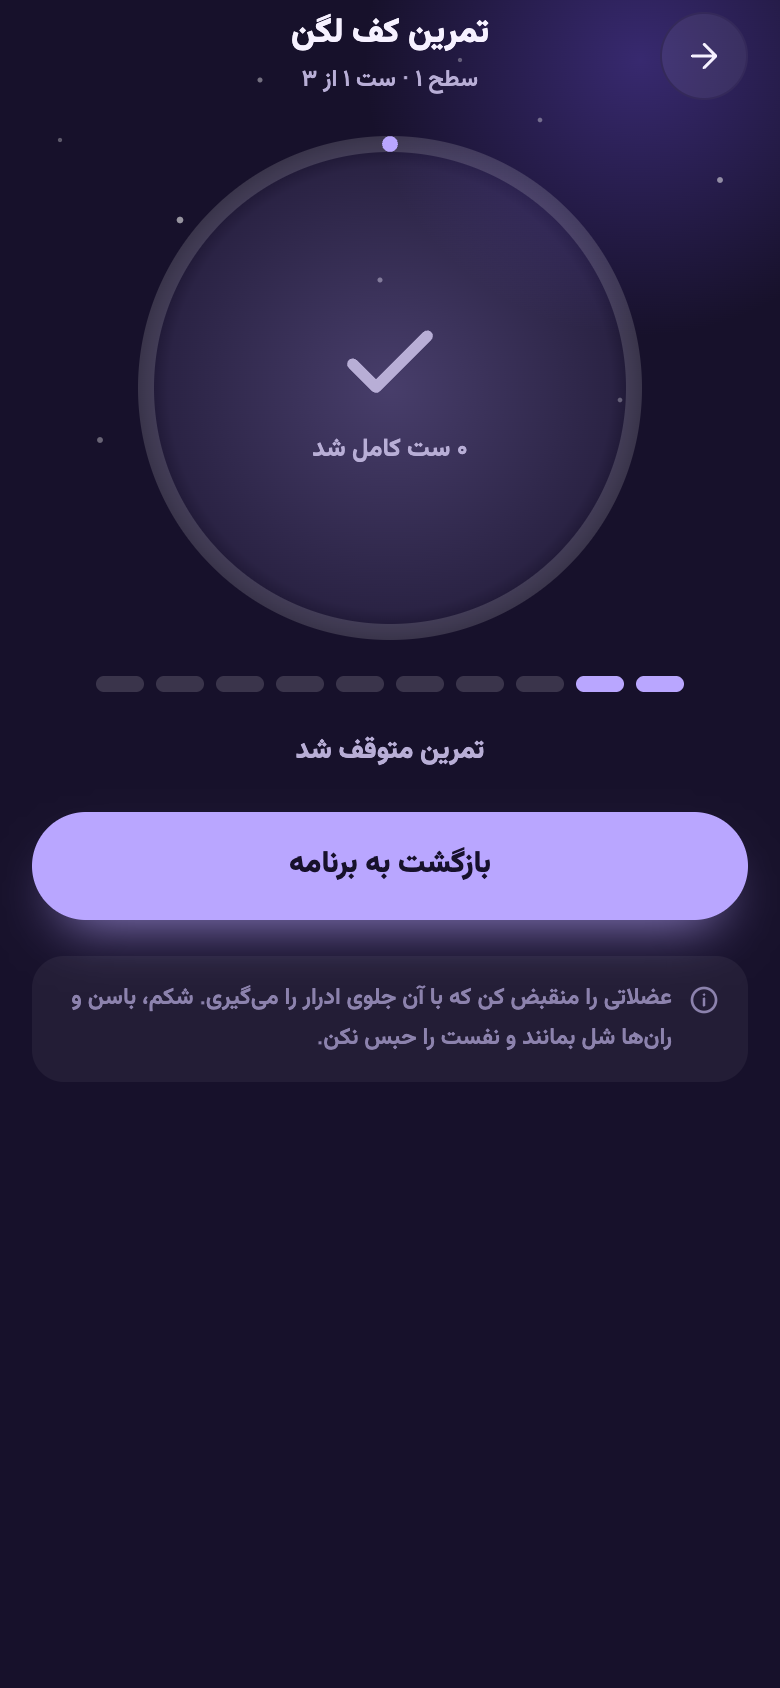 تمرین کف لگن
سطح ۱ · ست ۱ از ۳
۰ ست کامل شد
تمرین متوقف شد
بازگشت به برنامه
عضلاتی را منقبض کن که با آن جلوی ادرار را می‌گیری. شکم، باسن و
ران‌ها شل بمانند و نفست را حبس نکن.